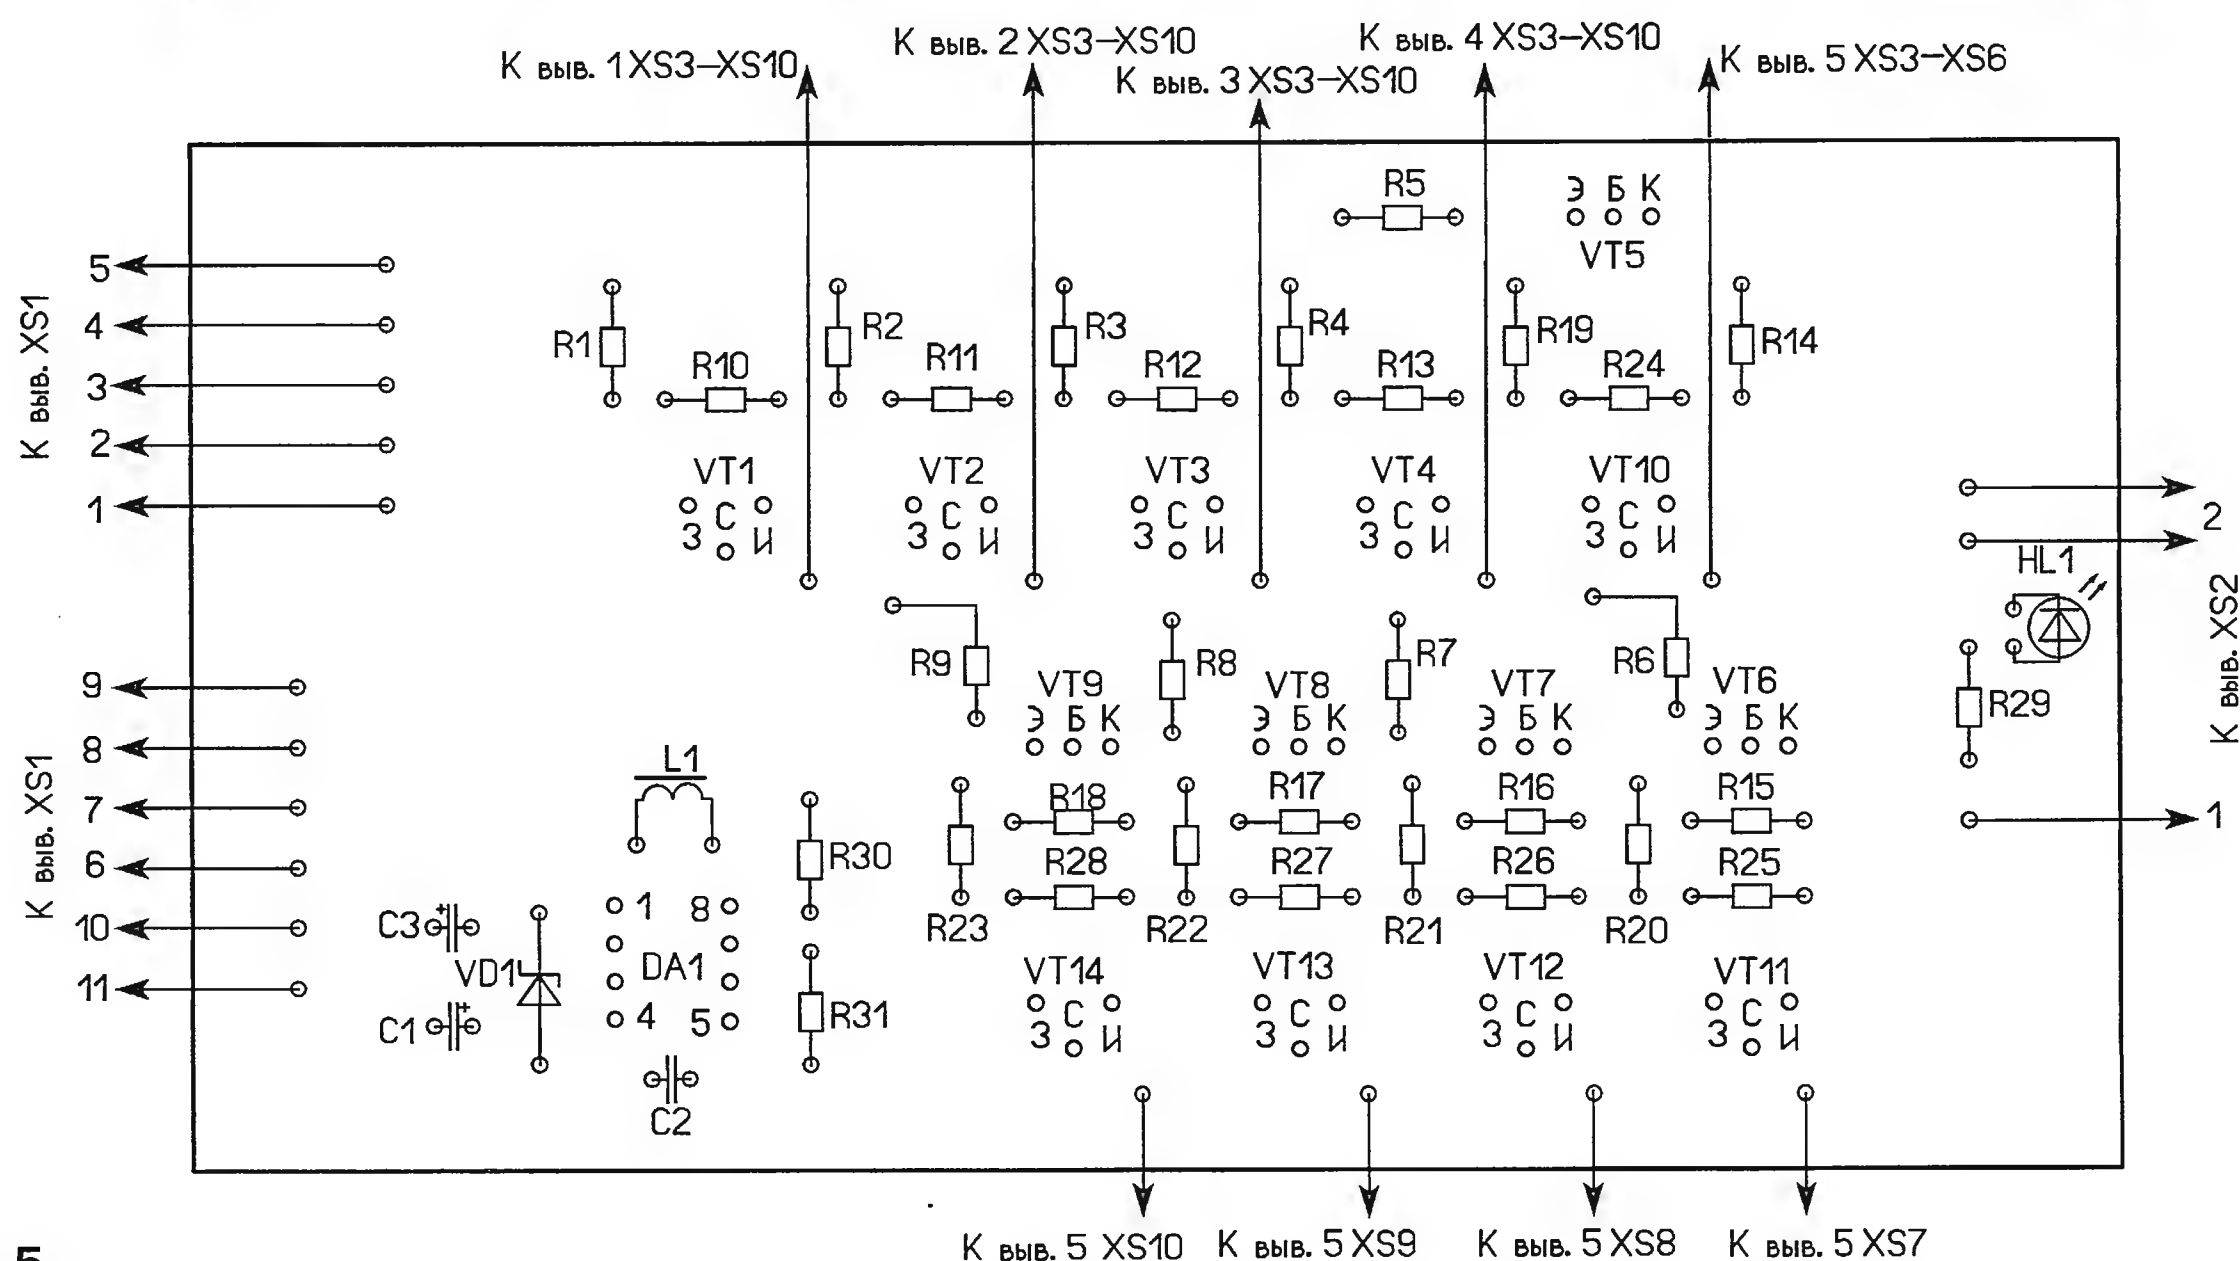 К выв. 1 XS3–XS10
К выв. 2 XS3–XS10
К выв. 3 XS3–XS10
К выв. 4 XS3–XS10
К выв. 5 XS3–XS6
R5
Э Б К
VT5
5
4
3
2
1
К выв. XS1
R1
R2
R3
R4
R19
R14
R10
R11
R12
R13
R24
VT1
З С И
VT2
З С И
VT3
З С И
VT4
З С И
VT10
З С И
2
HL1
К выв. XS2
R9
R8
R7
R6
R29
VT9
Э Б К
VT8
Э Б К
VT7
Э Б К
VT6
Э Б К
9
8
7
6
10
11
К выв. XS1
L1
R30
R18
R17
R16
R15
1
R28
R27
R26
R25
R23
R22
R21
R20
C3 +
VD1
1 8
DA1
4 5
C1 +
R31
C2
VT14
З С И
VT13
З С И
VT12
З С И
VT11
З С И
К выв. 5 XS10
К выв. 5 XS9
К выв. 5 XS8
К выв. 5 XS7